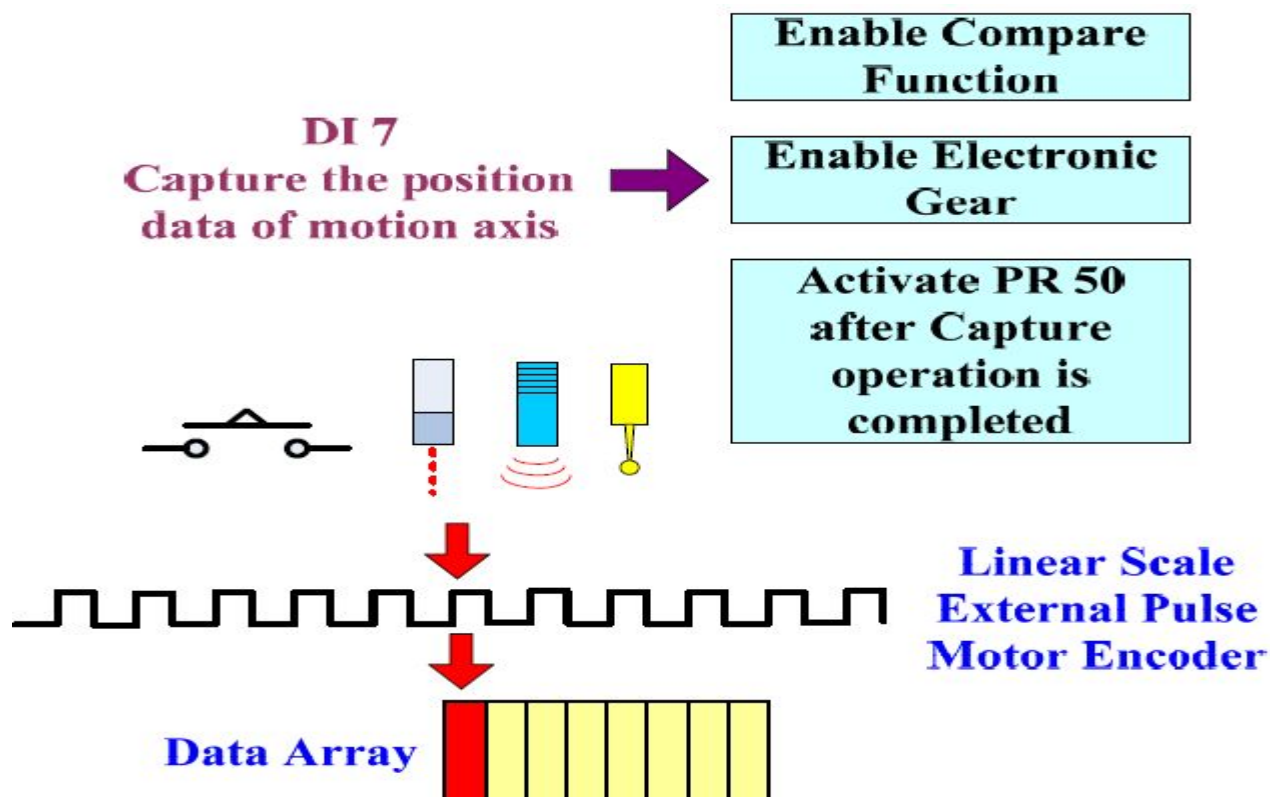 Enable Compare
Function
DI 7
Capture the position
data of motion axis
Enable Electronic
Gear
Activate PR 50
after Capture
operation is
completed
Linear Scale
External Pulse
Motor Encoder
Data Array